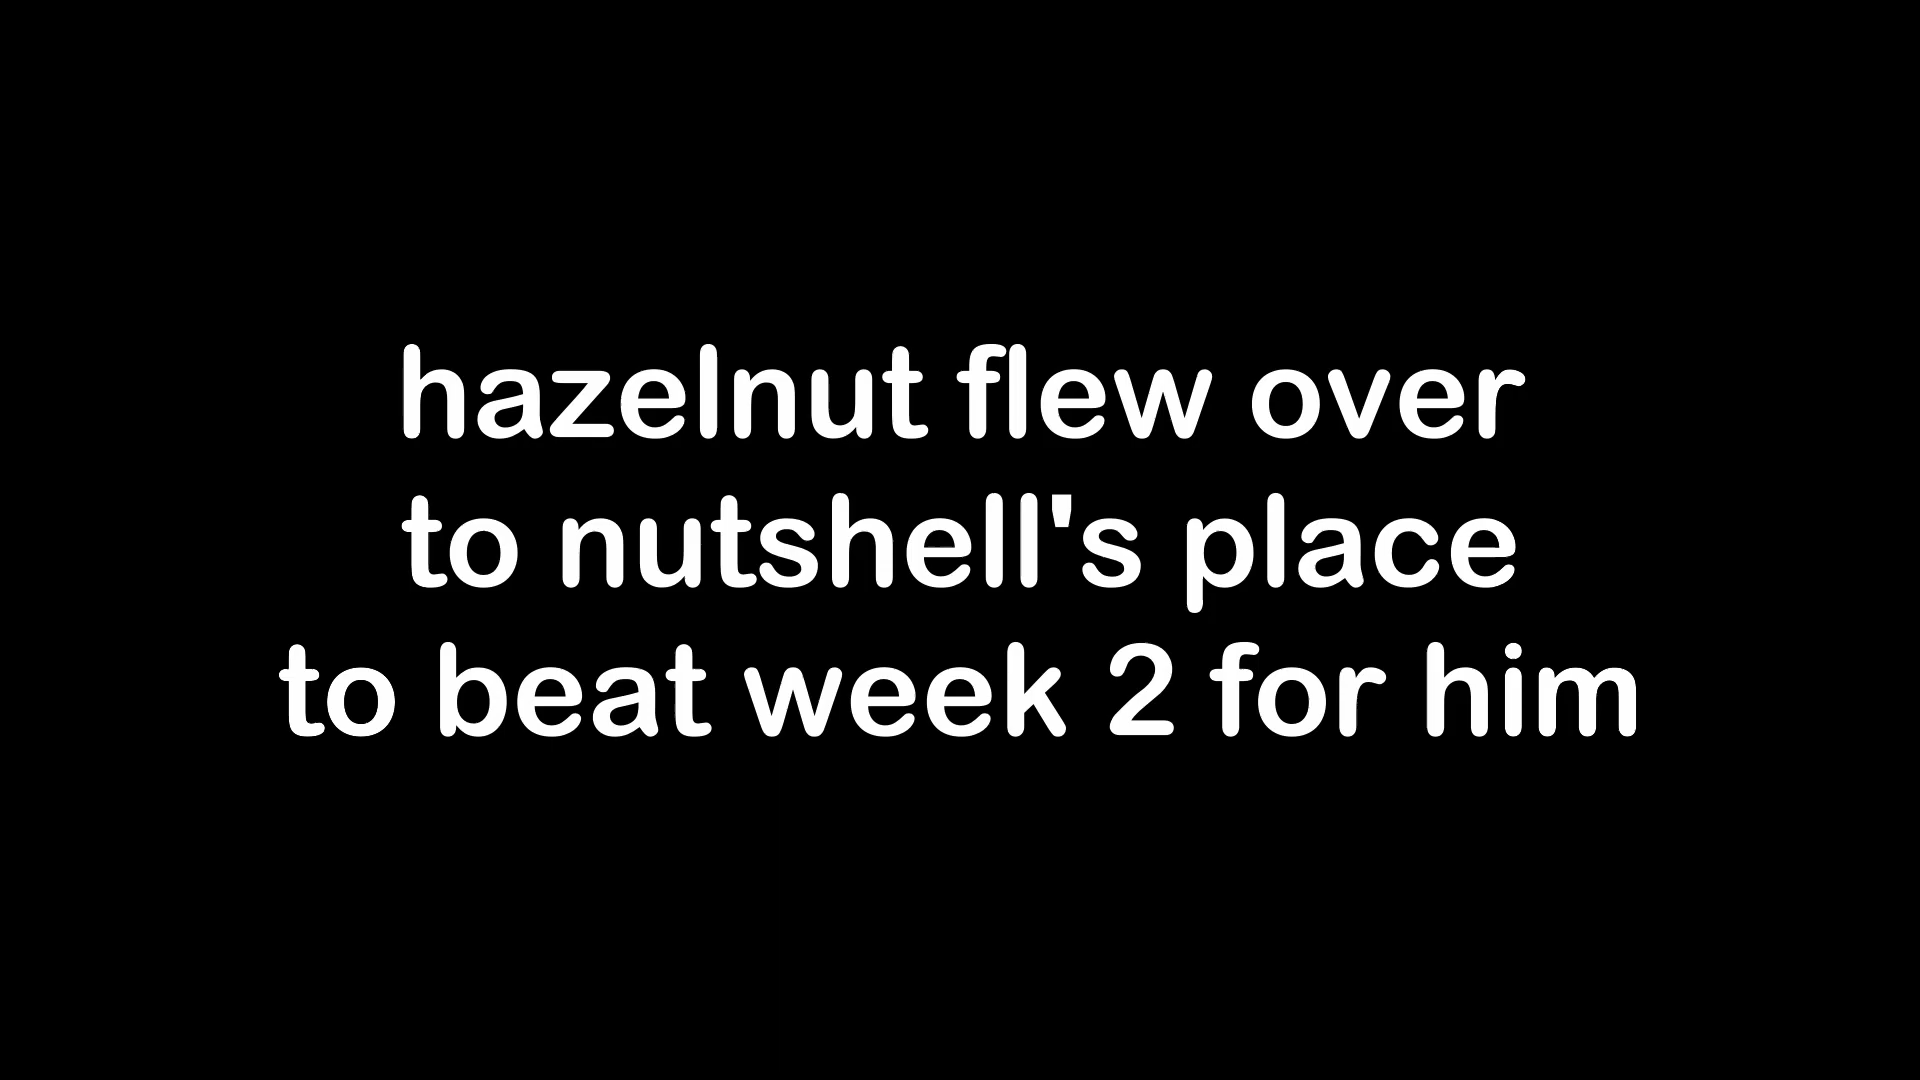 hazelnut flew over
to nutshell's place
to beat week 2 for him